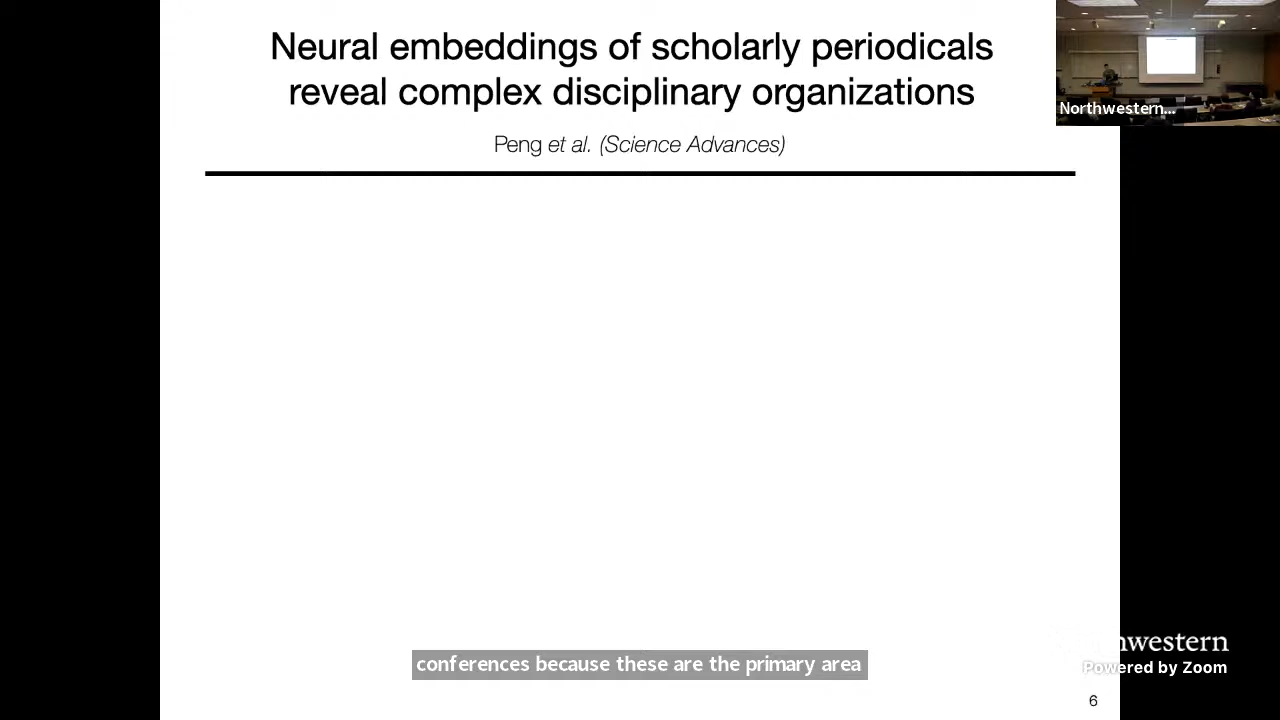 Neural embeddings of scholarly periodicals
reveal complex disciplinary organizations
Peng et al. (Science Advances)
Northwestern...
conferences because these are the primary area
nwestern
Powered by Zoom
6